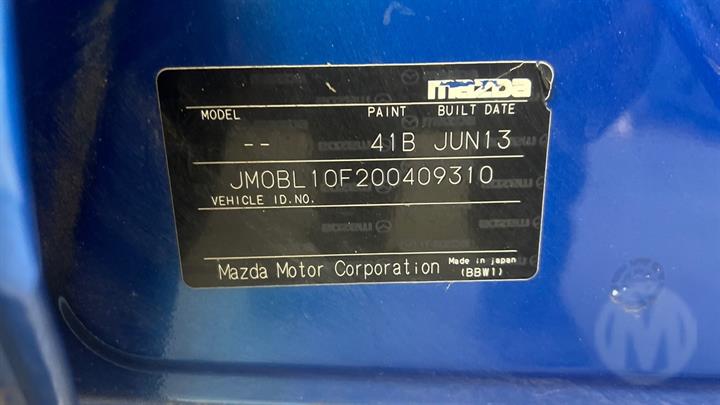 mazda
MODEL PAINT BUILT DATE
-- 41B JUN13
JM0BL10F200409310
VEHICLE ID.NO.
Mazda Motor Corporation Made in japan
(BBW1)
M